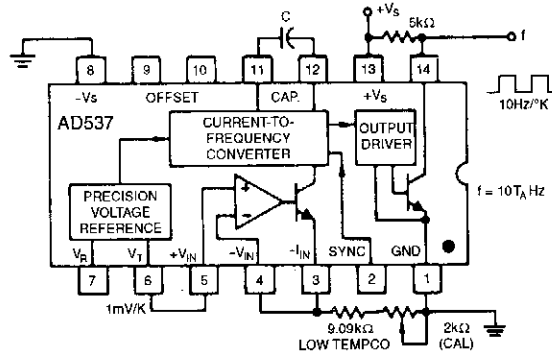 +VS
5kΩ
C
f
8
9
10
11
12
13
14
-VS
OFFSET
CAP.
+VS
10Hz/°K
AD537
CURRENT-TO-
FREQUENCY
CONVERTER
OUTPUT
DRIVER
PRECISION
VOLTAGE
REFERENCE
+
−
f = 10TA Hz
VR
VT
+VIN
-VIN
-IIN
SYNC
GND
7
6
5
4
3
2
1
1mV/K
9.09kΩ
LOW TEMPCO
2kΩ
(CAL)